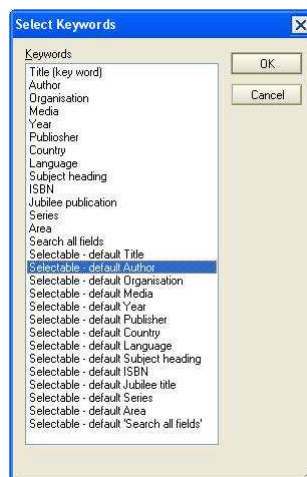 Select Keywords
Keywords
Title (key word)
Author
Organisation
Media
Year
Publiosher
Country
Language
Subject heading
ISBN
Jubilee publication
Series
Area
Search all fields
Selectable - default Title
Selectable - default Author
Selectable - default Organisation
Selectable - default Media
Selectable - default Year
Selectable - default Publisher
Selectable - default Country
Selectable - default Language
Selectable - default Subject heading
Selectable - default ISBN
Selectable - default Jubilee title
Selectable - default Series
Selectable - default Area
Selectable - default 'Search all fields'
OK
Cancel